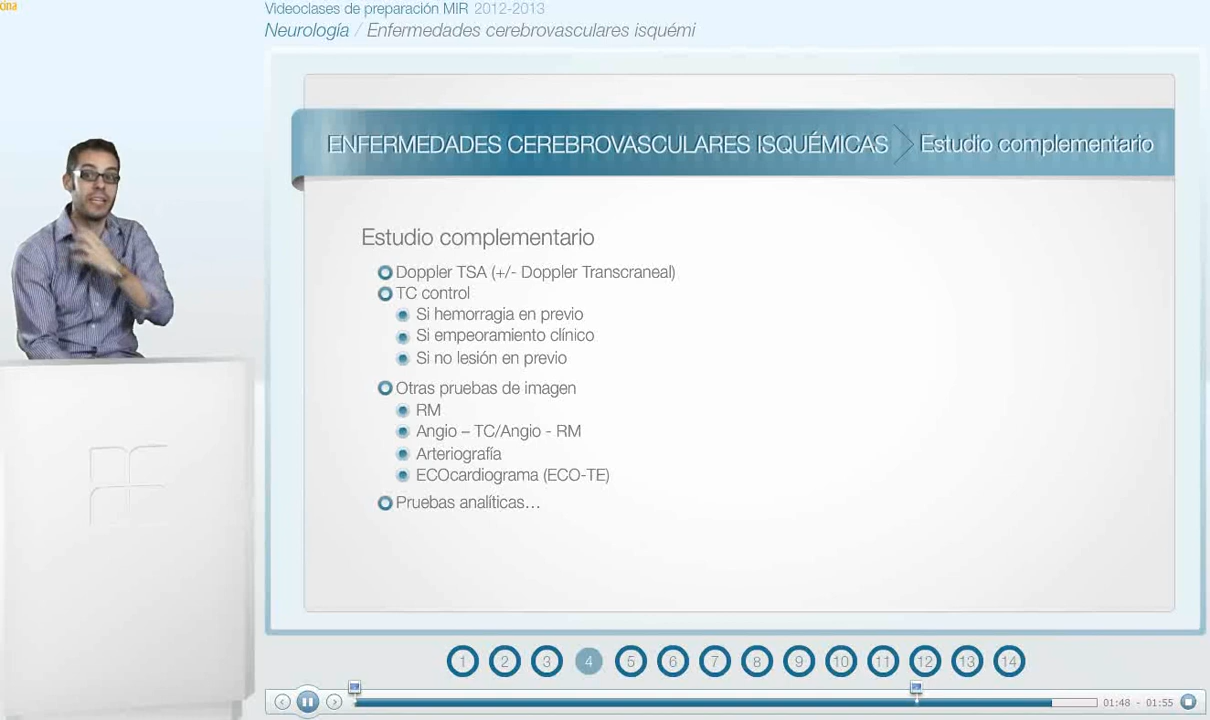 cina
Videoclases de preparación MIR 2012-2013
Neurología / Enfermedades cerebrovasculares isquémi
ENFERMEDADES CEREBROVASCULARES ISQUÉMICAS Estudio complementario
Estudio complementario
Doppler TSA (+/- Doppler Transcraneal)
TC control
Si hemorragia en previo
Si empeoramiento clínico
Si no lesión en previo
Otras pruebas de imagen
RM
Angio – TC/Angio - RM
Arteriografía
ECOcardiograma (ECO-TE)
Pruebas analíticas...
1 2 3 4 5 6 7 8 9 10 11 12 13 14
01:48 - 01:55